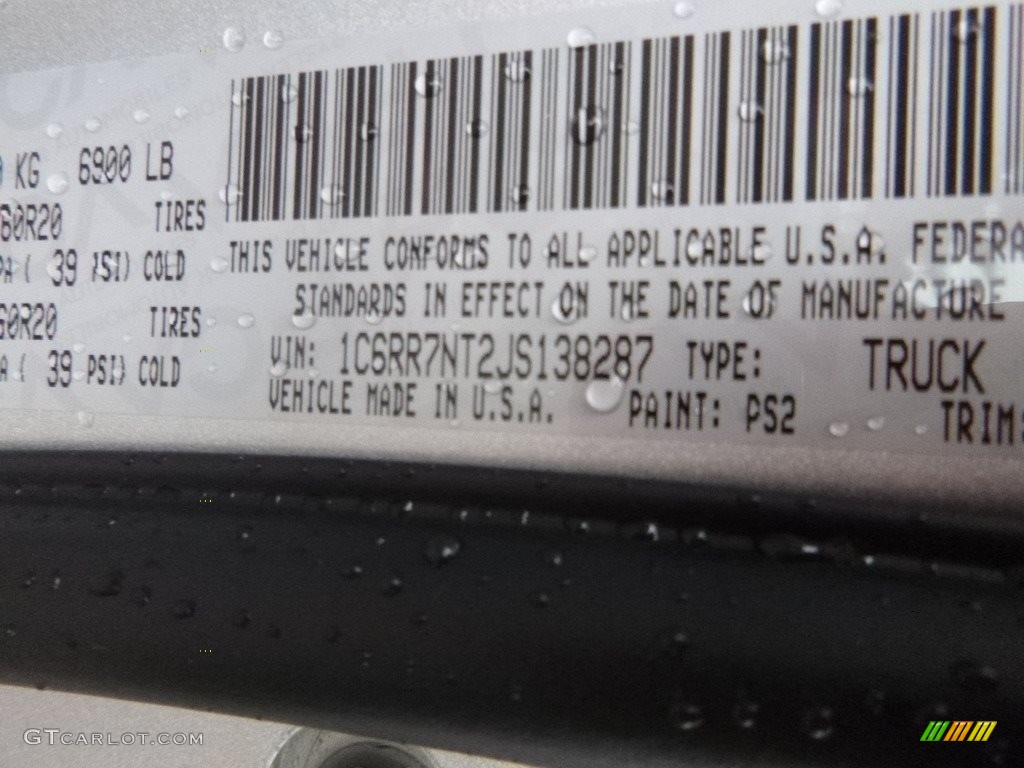 KG 6900 LB
60R20 TIRES
PA ( 39 PSI) COLD
60R20 TIRES
A ( 39 PSI) COLD
THIS VEHICLE CONFORMS TO ALL APPLICABLE U.S.A. FEDERA
STANDARDS IN EFFECT ON THE DATE OF MANUFACTURE
VIN: 1C6RR7NT2JS138287 TYPE: TRUCK
VEHICLE MADE IN U.S.A. PAINT: PS2 TRIM:
GTCARLOT.COM